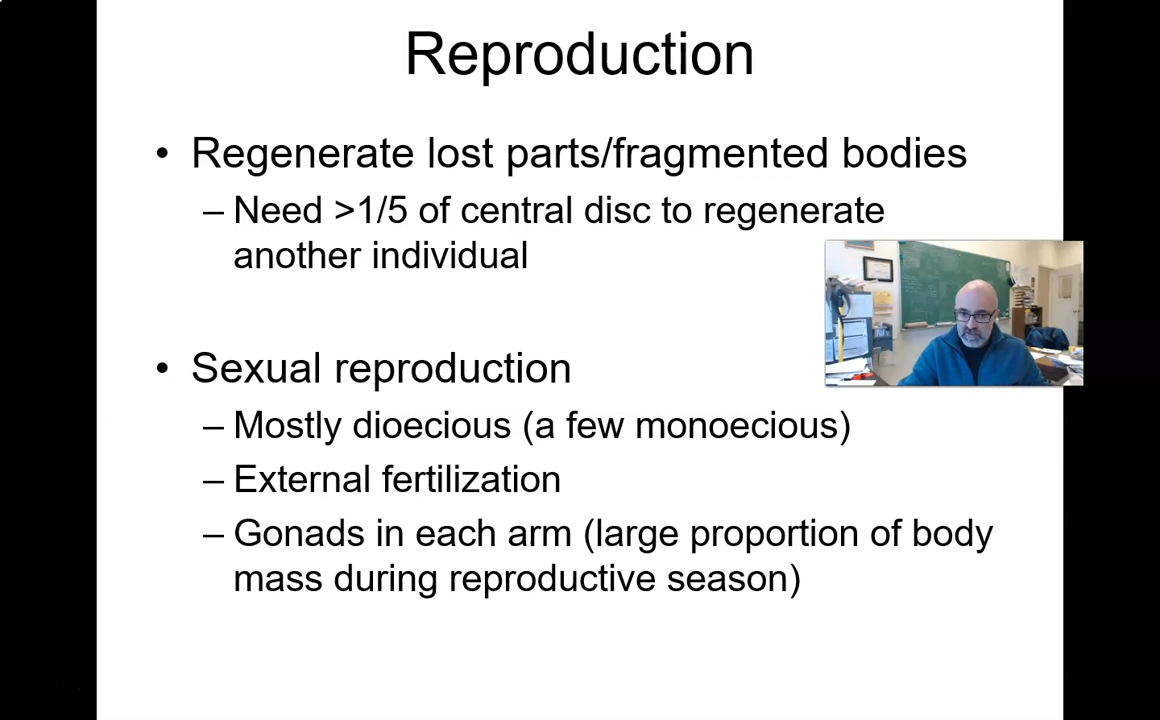 Reproduction
• Regenerate lost parts/fragmented bodies
– Need >1/5 of central disc to regenerate
another individual
• Sexual reproduction
– Mostly dioecious (a few monoecious)
– External fertilization
– Gonads in each arm (large proportion of body
mass during reproductive season)